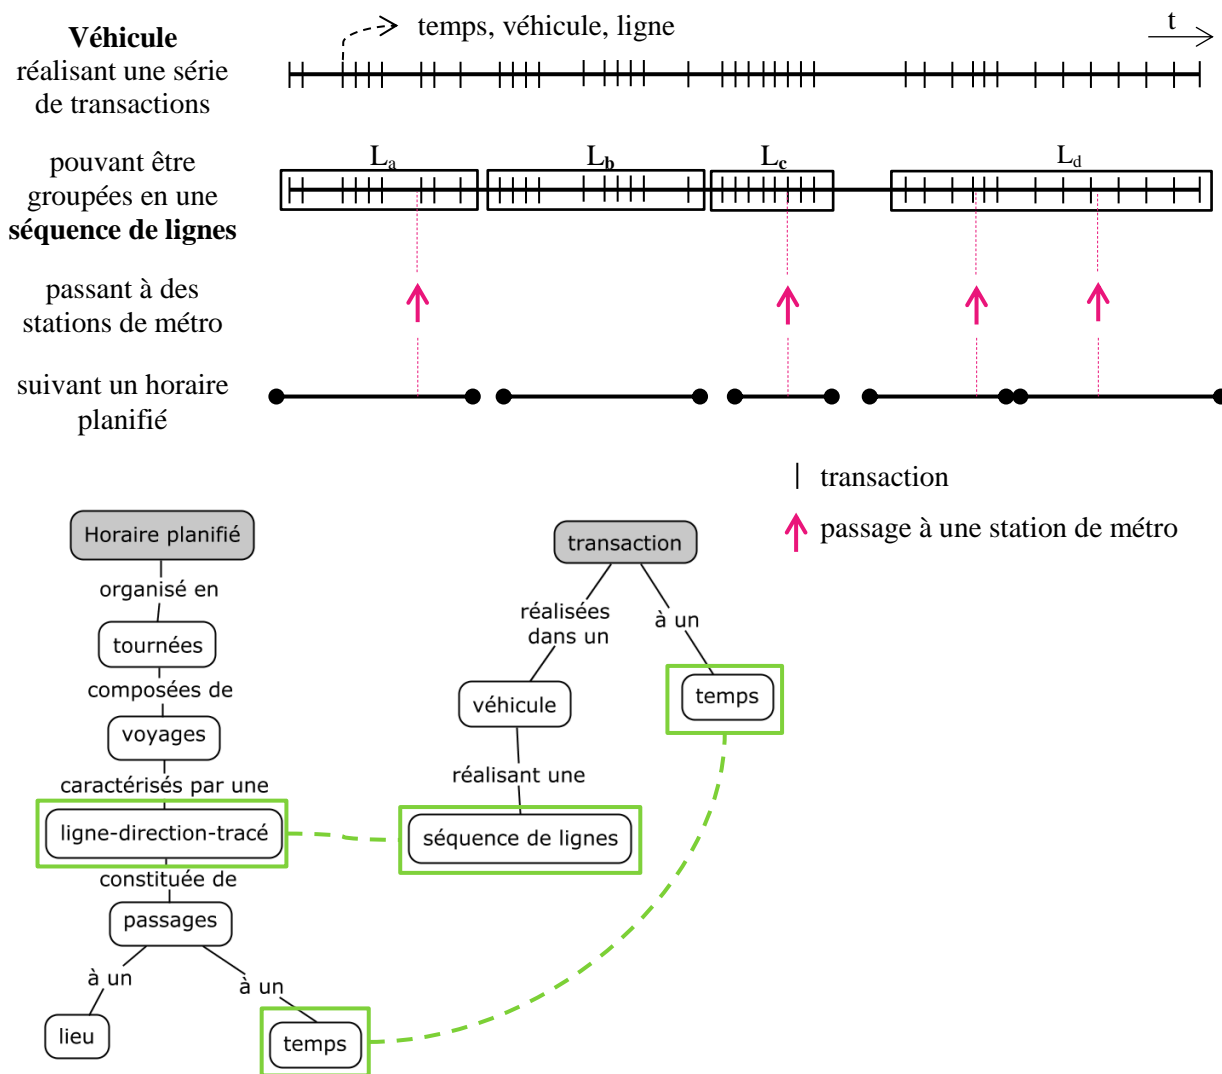 temps, véhicule, ligne
t
Véhicule
réalisant une série
de transactions
pouvant être
groupées en une
séquence de lignes
La
Lb
Lc
Ld
passant à des
stations de métro
suivant un horaire
planifié
transaction
passage à une station de métro
Horaire planifié
organisé en
tournées
composées de
voyages
caractérisés par une
ligne-direction-tracé
constituée de
passages
à un
à un
lieu
temps
transaction
réalisées
dans un
à un
véhicule
temps
réalisant une
séquence de lignes